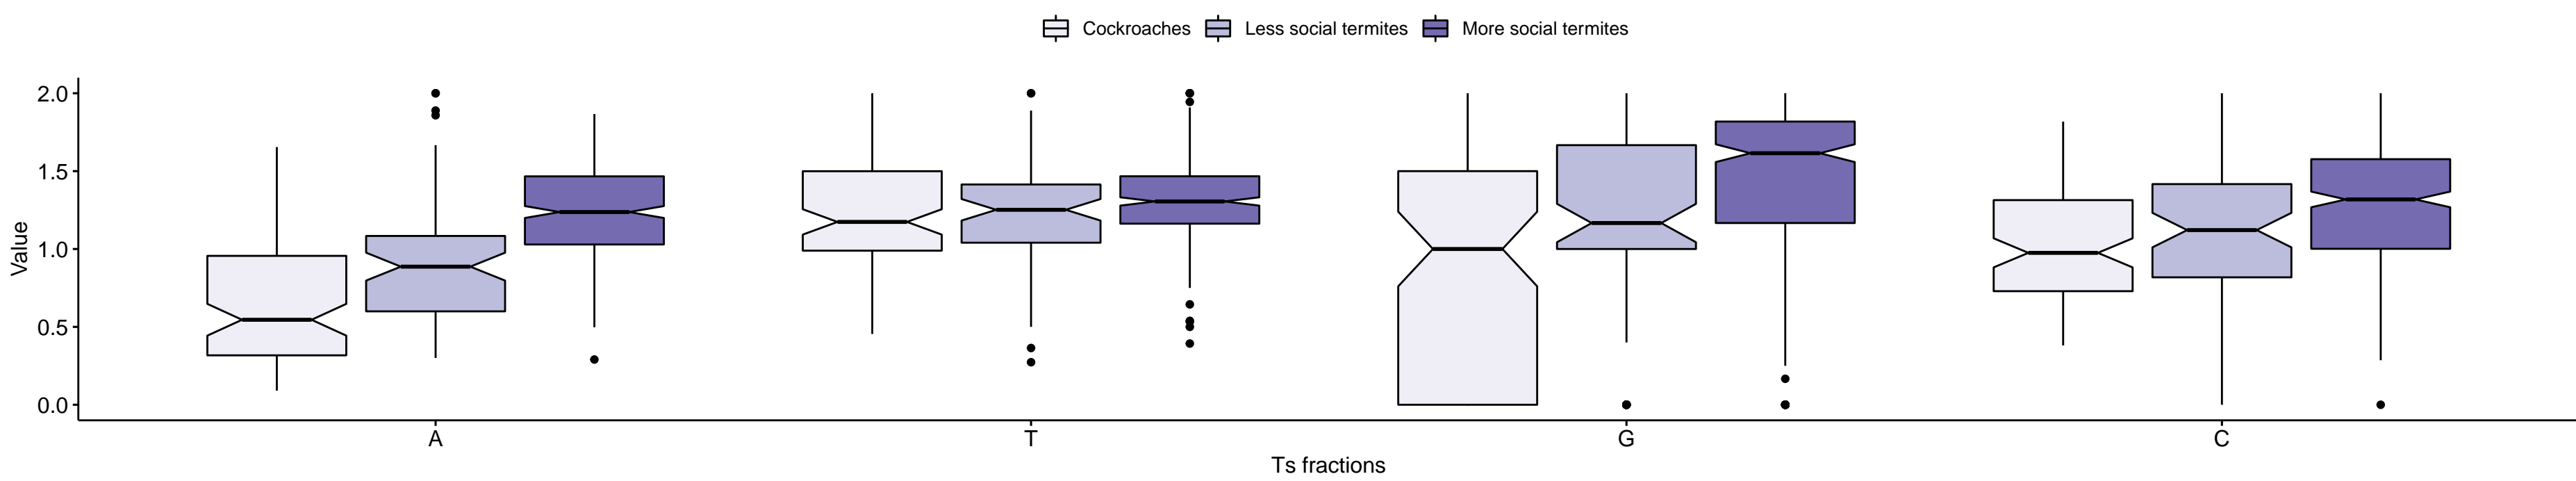 Cockroaches Less social termites More social termites
2.0
1.5
1.0
0.5
0.0
Value
A T G C
Ts fractions